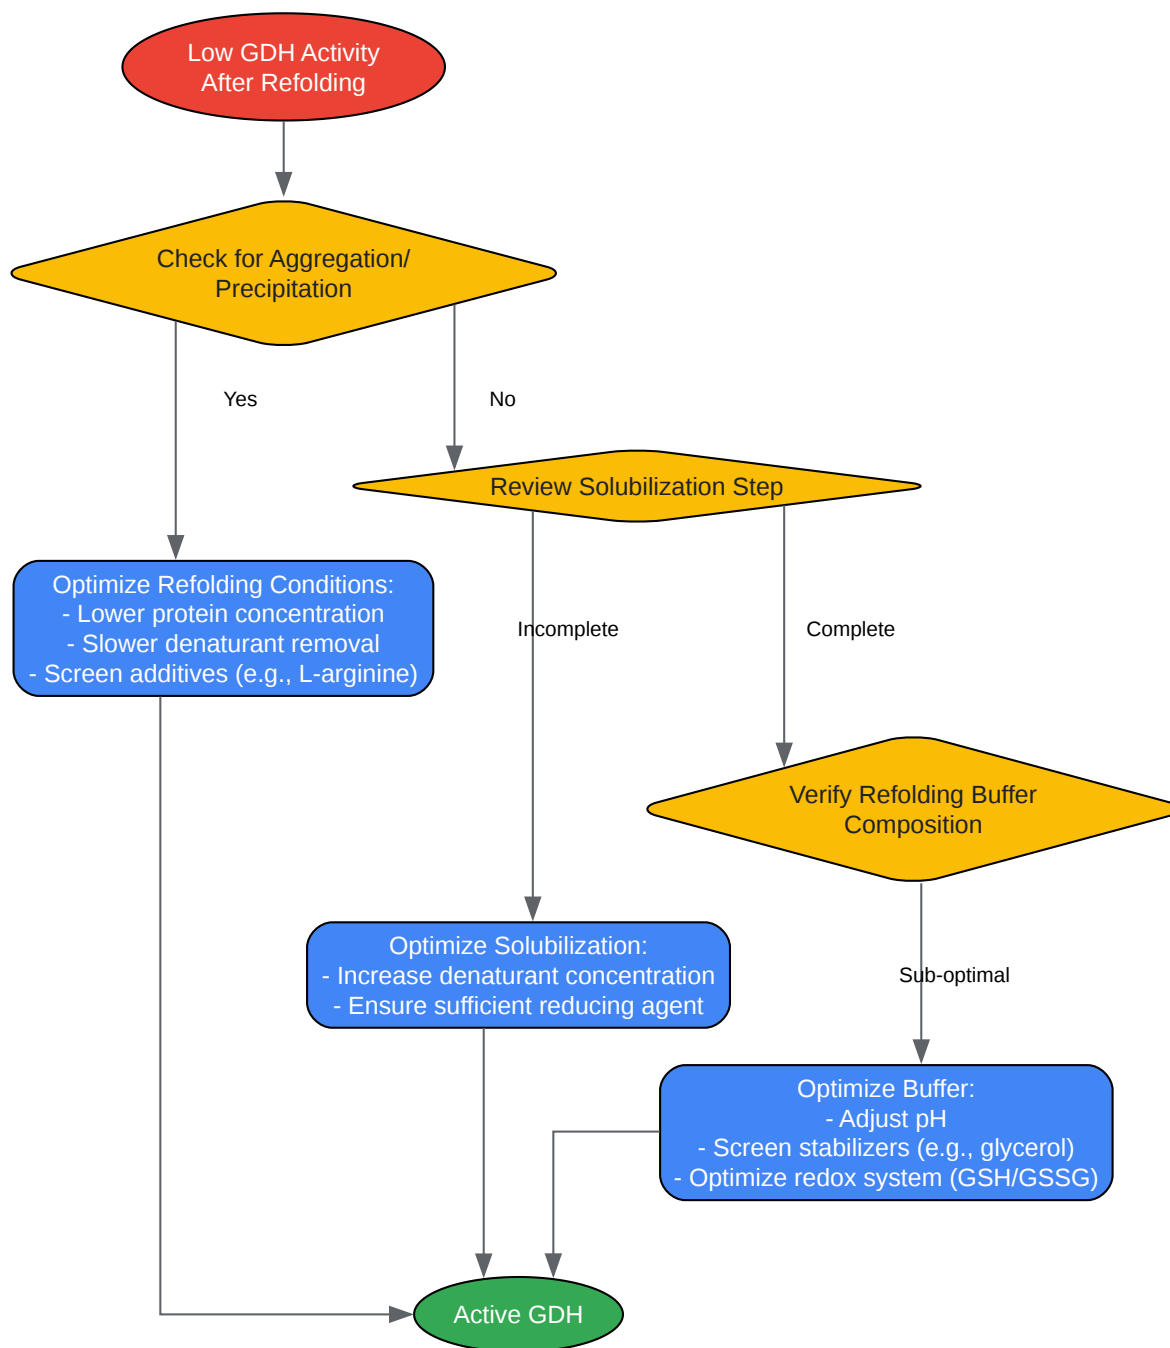 Low GDH Activity
After Refolding
Check for Aggregation/
Precipitation
Yes
No
Review Solubilization Step
Optimize Refolding Conditions:
- Lower protein concentration
- Slower denaturant removal
- Screen additives (e.g., L-arginine)
Incomplete
Complete
Verify Refolding Buffer
Composition
Optimize Solubilization:
- Increase denaturant concentration
- Ensure sufficient reducing agent
Sub-optimal
Optimize Buffer:
- Adjust pH
- Screen stabilizers (e.g., glycerol)
- Optimize redox system (GSH/GSSG)
Active GDH